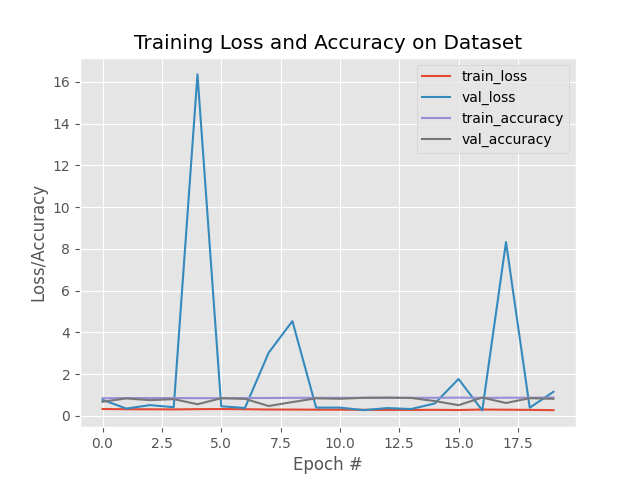 Training Loss and Accuracy on Dataset
train_loss
val_loss
train_accuracy
val_accuracy
Loss/Accuracy
16
14
12
10
8
6
4
2
0
0.0 2.5 5.0 7.5 10.0 12.5 15.0 17.5
Epoch #